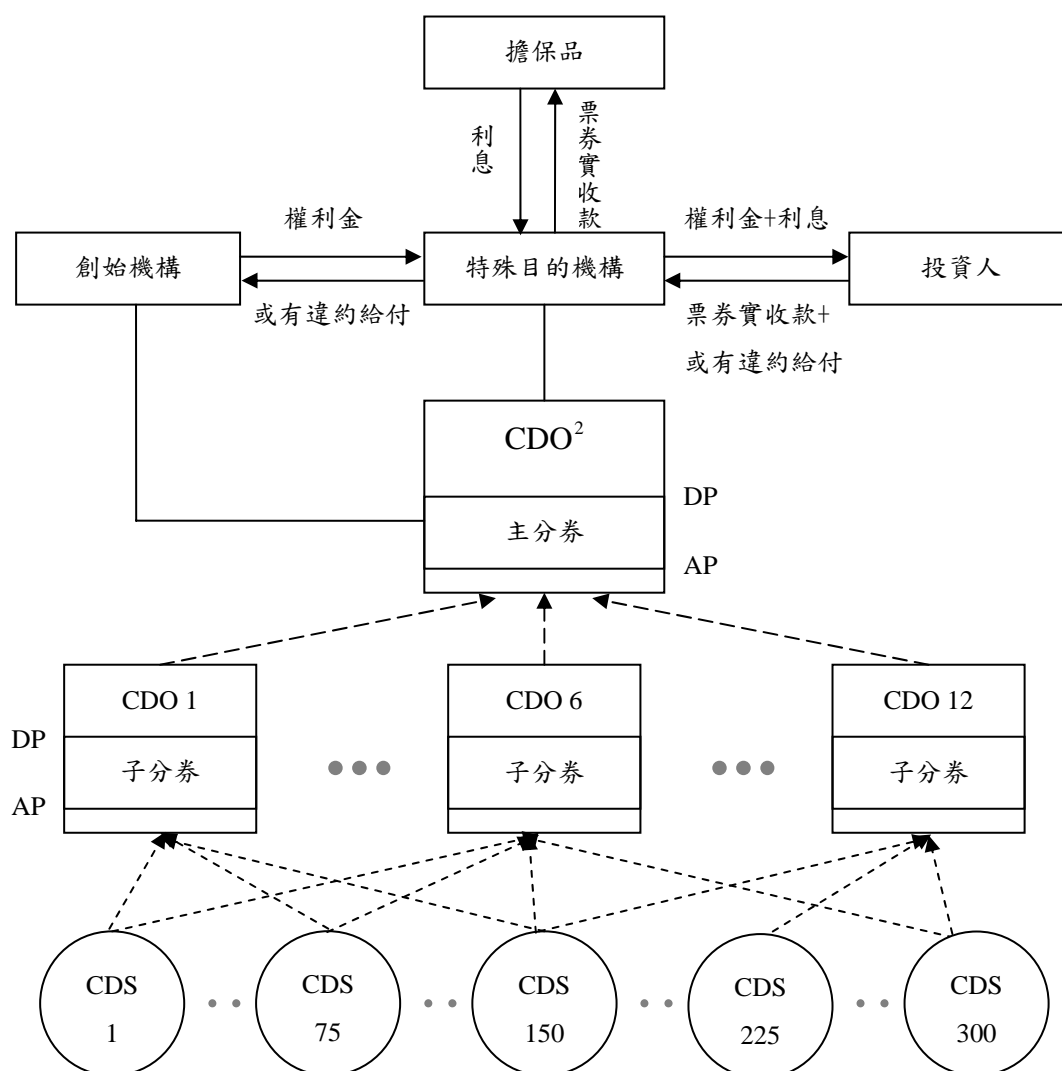 擔保品
利息
票券實收款
權利金
權利金+利息
創始機構
特殊目的機構
投資人
或有違約給付
票券實收款+
或有違約給付
CDO²
DP
主分券
AP
CDO 1
CDO 6
CDO 12
DP
子分券
子分券
子分券
AP
CDS
1
CDS
75
CDS
150
CDS
225
CDS
300